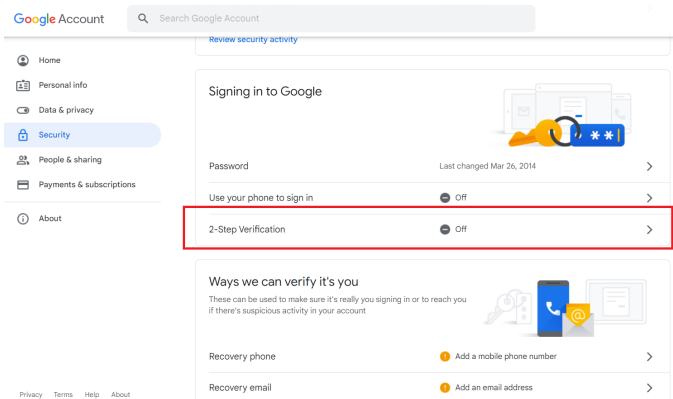 Google Account
Search Google Account
Review security activity
Home
Personal info
Data & privacy
Security
People & sharing
Payments & subscriptions
About
Signing in to Google
**
Password Last changed Mar 26, 2014
Use your phone to sign in Off
2-Step Verification Off
Ways we can verify it's you
These can be used to make sure it's really you signing in or to reach you
if there's suspicious activity in your account
@
Recovery phone Add a mobile phone number
Recovery email Add an email address
Privacy Terms Help About